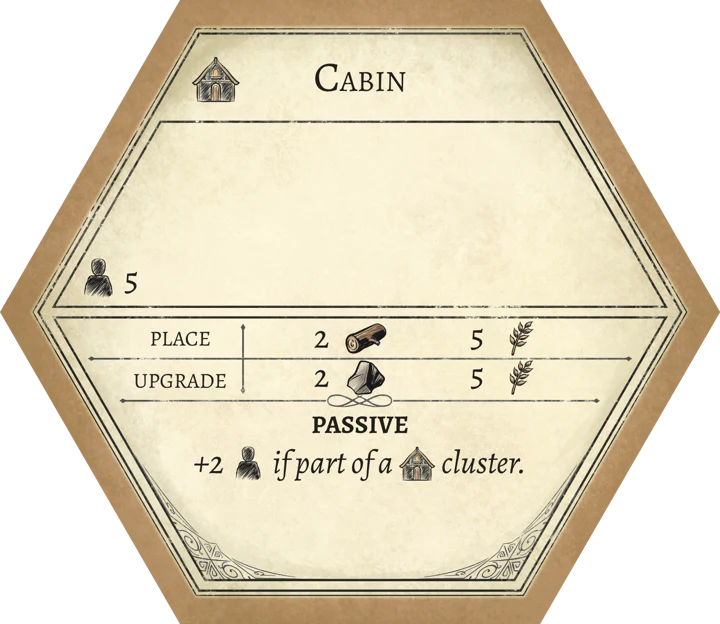 Cabin
5
PLACE 2 5
UPGRADE 2 5
PASSIVE
+2 if part of a cluster.